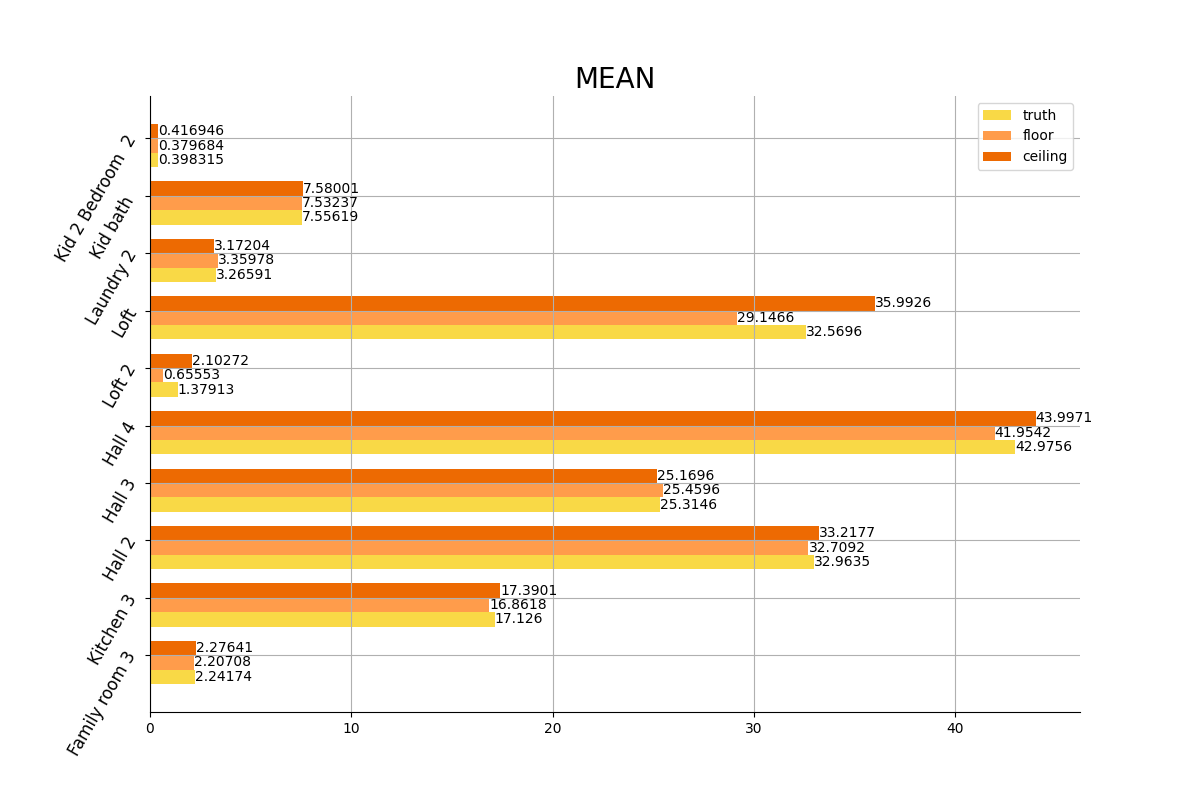 MEAN
truth
floor
ceiling
Kid 2 Bedroom  2
0.416946
0.379684
0.398315
Kid bath
7.58001
7.53237
7.55619
Laundry 2
3.17204
3.35978
3.26591
Loft
35.9926
29.1466
32.5696
Loft 2
2.10272
0.65553
1.37913
Hall 4
43.9971
41.9542
42.9756
Hall 3
25.1696
25.4596
25.3146
Hall 2
33.2177
32.7092
32.9635
Kitchen 3
17.3901
16.8618
17.126
Family room 3
2.27641
2.20708
2.24174
0 10 20 30 40